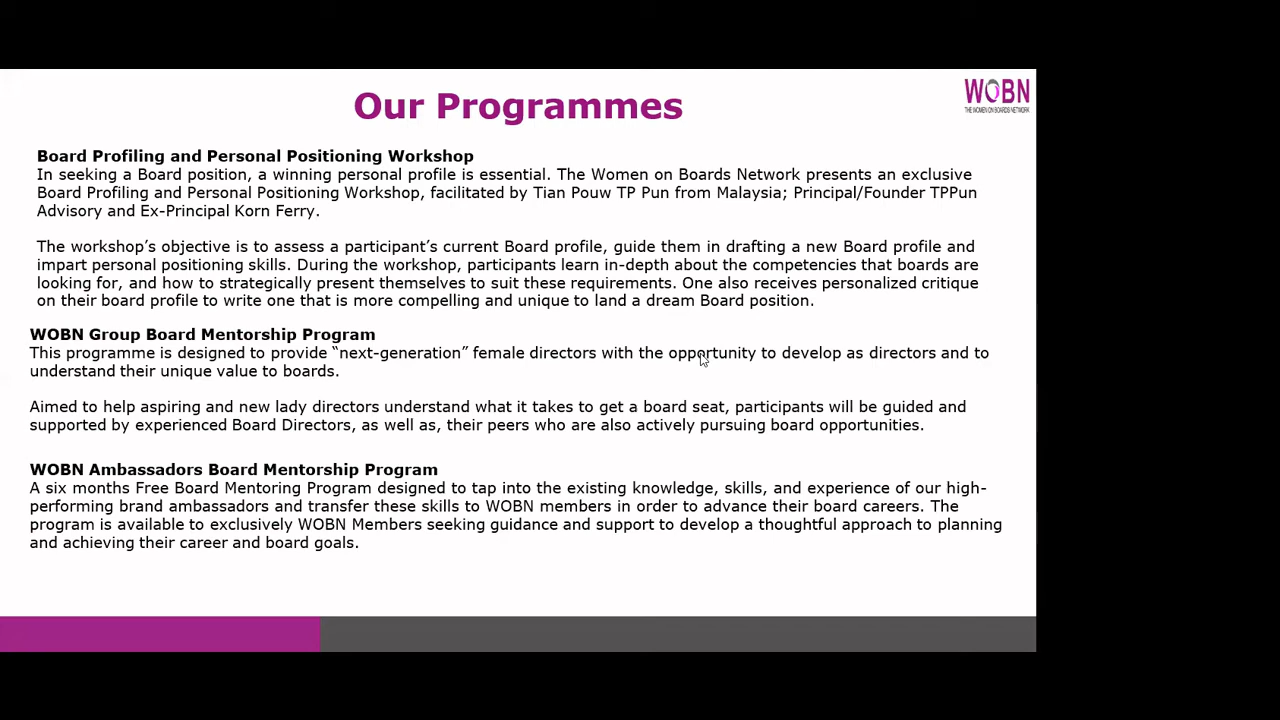 Our Programmes
WOBN
THE WOMEN ON BOARDS NETWORK
Board Profiling and Personal Positioning Workshop
In seeking a Board position, a winning personal profile is essential. The Women on Boards Network presents an exclusive
Board Profiling and Personal Positioning Workshop, facilitated by Tian Pouw TP Pun from Malaysia; Principal/Founder TPPun
Advisory and Ex-Principal Korn Ferry.
The workshop’s objective is to assess a participant’s current Board profile, guide them in drafting a new Board profile and
impart personal positioning skills. During the workshop, participants learn in-depth about the competencies that boards are
looking for, and how to strategically present themselves to suit these requirements. One also receives personalized critique
on their board profile to write one that is more compelling and unique to land a dream Board position.
WOBN Group Board Mentorship Program
This programme is designed to provide “next-generation” female directors with the opportunity to develop as directors and to
understand their unique value to boards.
Aimed to help aspiring and new lady directors understand what it takes to get a board seat, participants will be guided and
supported by experienced Board Directors, as well as, their peers who are also actively pursuing board opportunities.
WOBN Ambassadors Board Mentorship Program
A six months Free Board Mentoring Program designed to tap into the existing knowledge, skills, and experience of our high-
performing brand ambassadors and transfer these skills to WOBN members in order to advance their board careers. The
program is available to exclusively WOBN Members seeking guidance and support to develop a thoughtful approach to planning
and achieving their career and board goals.